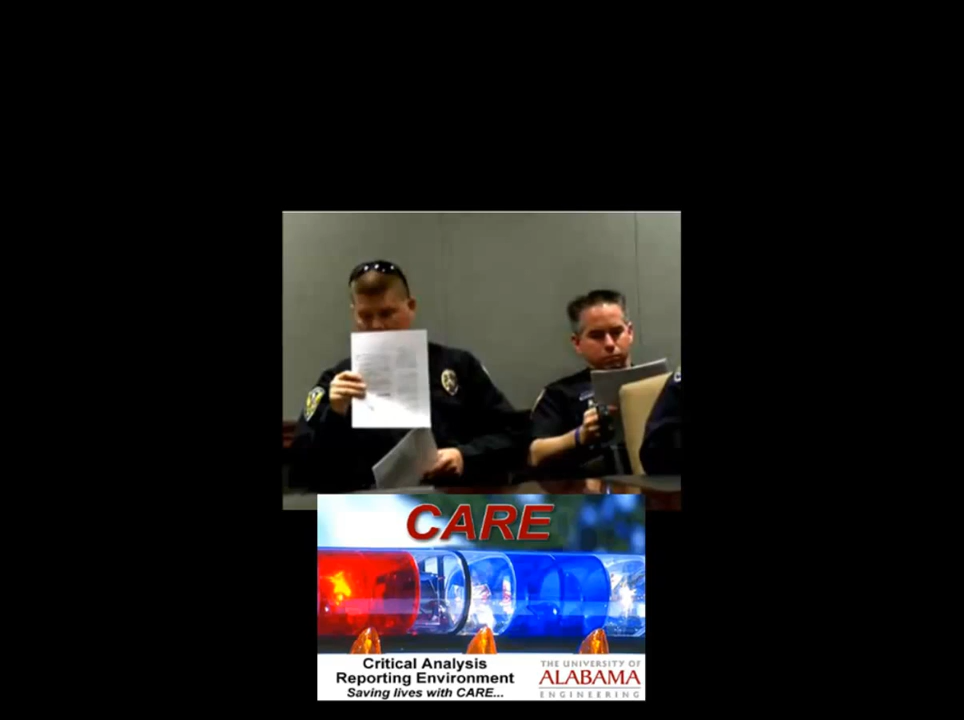 CARE
Critical Analysis
Reporting Environment
Saving lives with CARE...
THE UNIVERSITY OF
ALABAMA
ENGINEERING